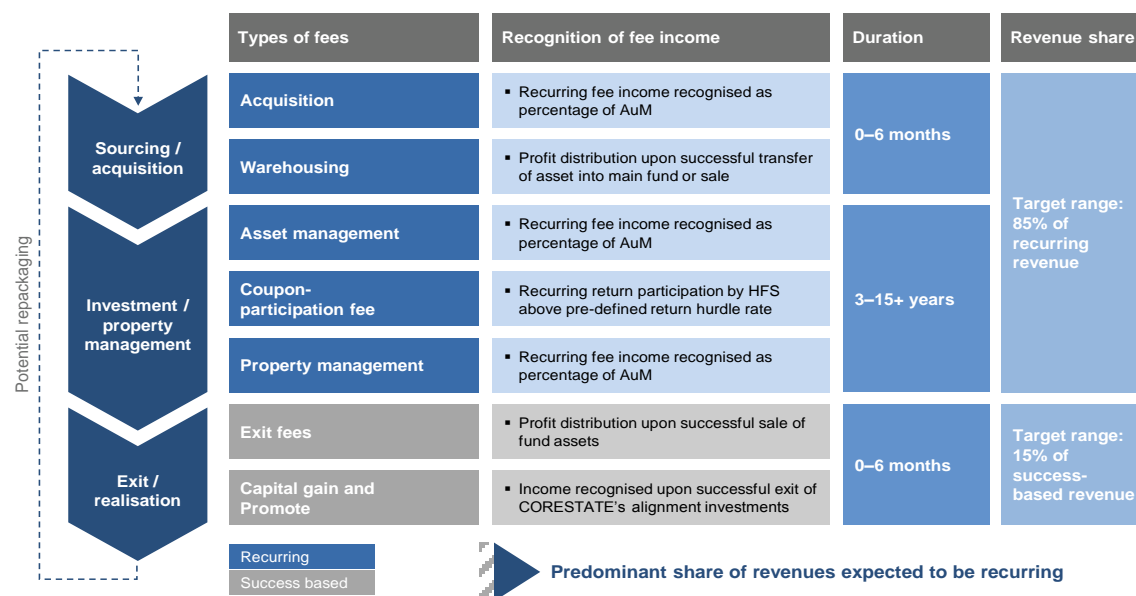 Types of fees
Recognition of fee income
Duration
Revenue share
Potential repackaging
Sourcing /
acquisition
Acquisition
▪ Recurring fee income recognised as
percentage of AuM
0–6 months
Warehousing
▪ Profit distribution upon successful transfer
of asset into main fund or sale
Target range:
85% of
recurring
revenue
Investment /
property
management
Asset management
▪ Recurring fee income recognised as
percentage of AuM
3–15+ years
Coupon-
participation fee
▪ Recurring return participation by HFS
above pre-defined return hurdle rate
Property management
▪ Recurring fee income recognised as
percentage of AuM
Exit /
realisation
Exit fees
▪ Profit distribution upon successful sale of
fund assets
0–6 months
Target range:
15% of
success-
based revenue
Capital gain and
Promote
▪ Income recognised upon successful exit of
CORESTATE’s alignment investments
Recurring
Success based
Predominant share of revenues expected to be recurring